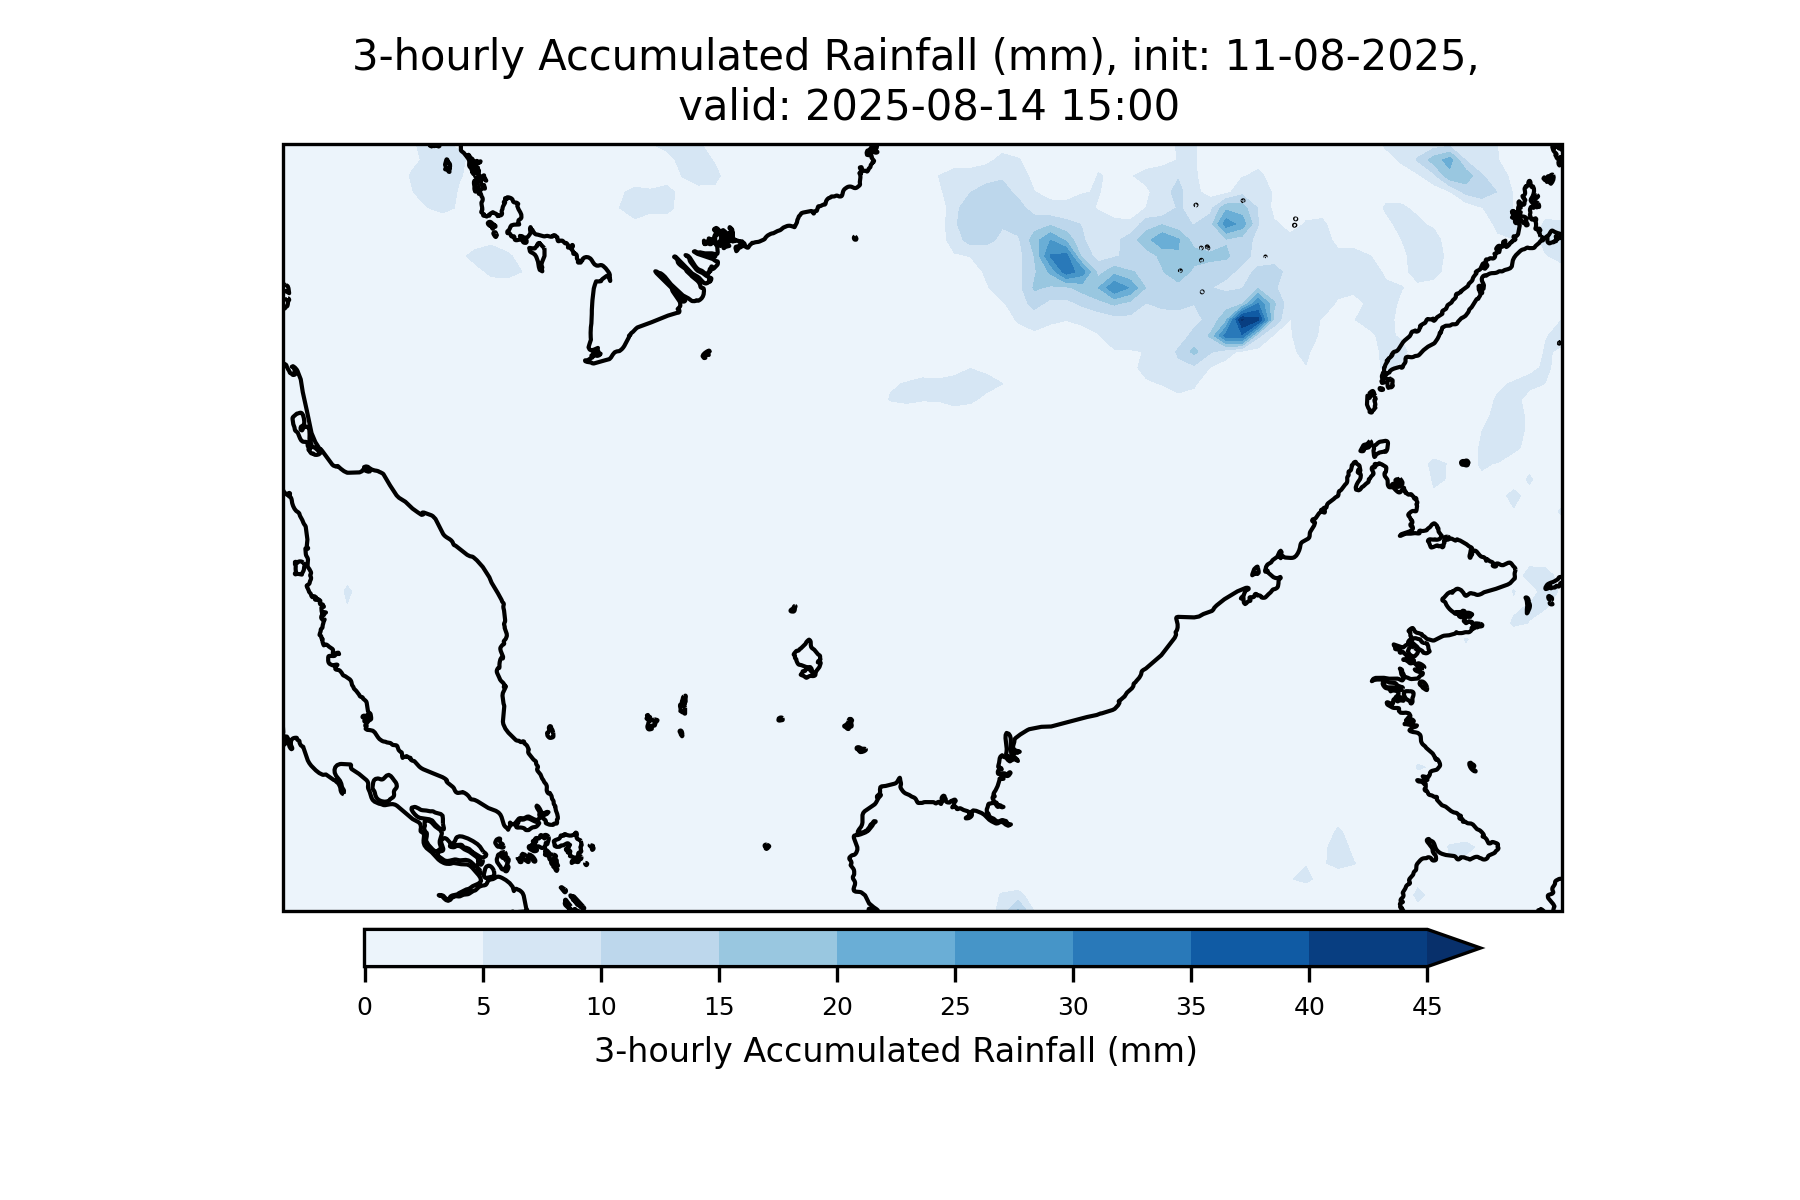 3-hourly Accumulated Rainfall (mm), init: 11-08-2025,
valid: 2025-08-14 15:00
0 5 10 15 20 25 30 35 40 45
3-hourly Accumulated Rainfall (mm)